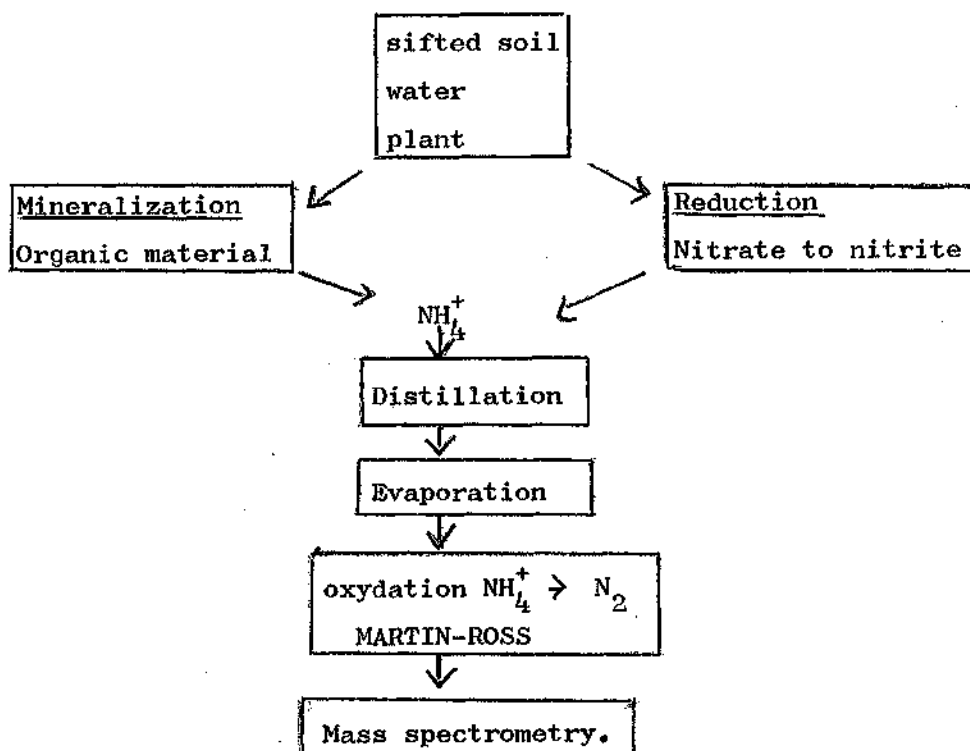 sifted soil
water
plant
Mineralization
Organic material
Reduction
Nitrate to nitrite
NH₄⁺
Distillation
Evaporation
oxydation NH₄⁺ → N₂
MARTIN-ROSS
Mass spectrometry.